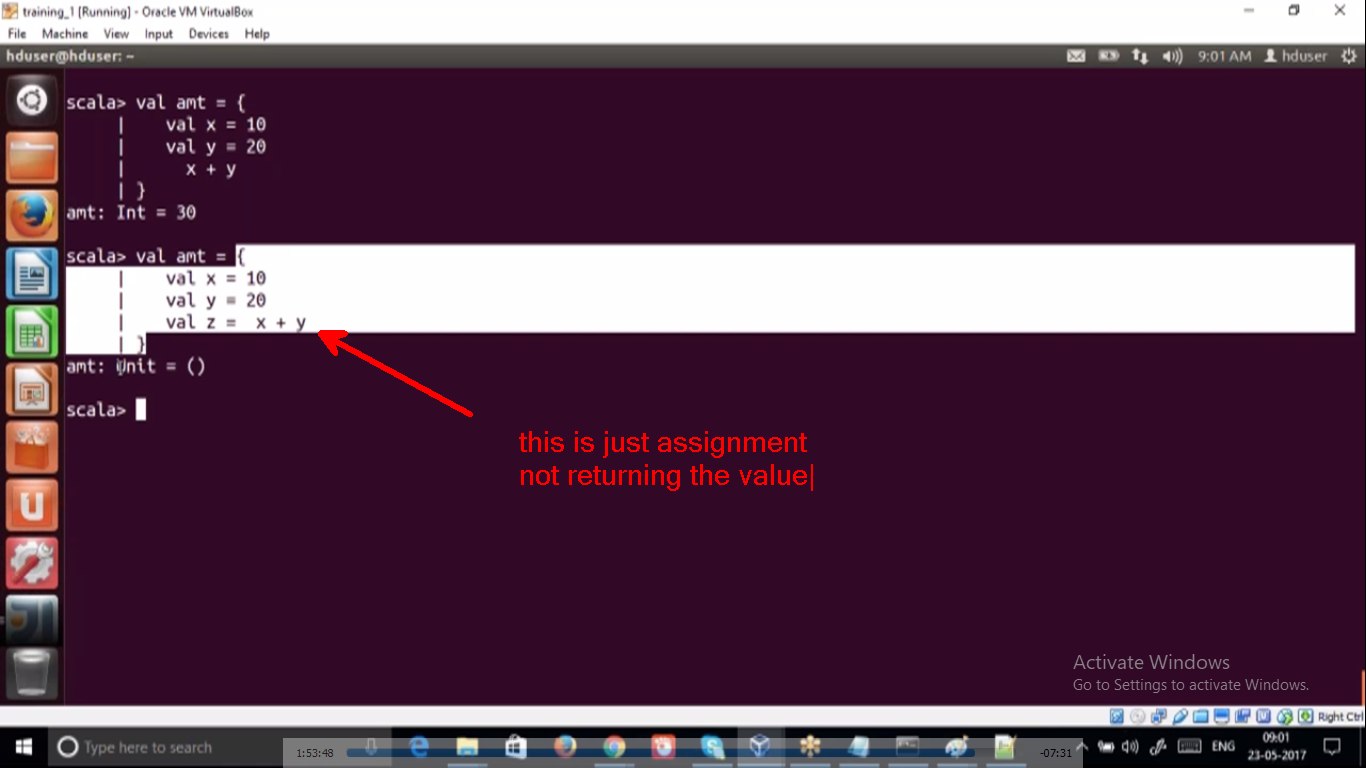 training_1 [Running] - Oracle VM VirtualBox
File Machine View Input Devices Help
hduser@hduser: ~
9:01 AM hduser
scala> val amt = {
| val x = 10
| val y = 20
| x + y
| }
amt: Int = 30
scala> val amt = {
| val x = 10
| val y = 20
| val z = x + y
| }
amt: Unit = ()
scala>
this is just assignment
not returning the value
Activate Windows
Go to Settings to activate Windows.
Right Ctrl
Type here to search
1:53:48
-07:31
ENG
09:01
23-05-2017